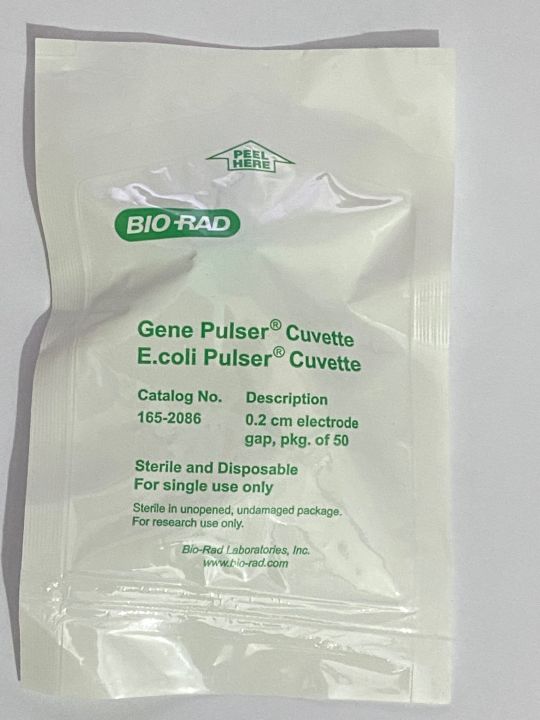 PEEL
HERE
BIO-RAD
Gene Pulser® Cuvette
E.coli Pulser® Cuvette
Catalog No. Description
165-2086 0.2 cm electrode
gap, pkg. of 50
Sterile and Disposable
For single use only
Sterile in unopened, undamaged package.
For research use only.
Bio-Rad Laboratories, Inc.
www.bio-rad.com